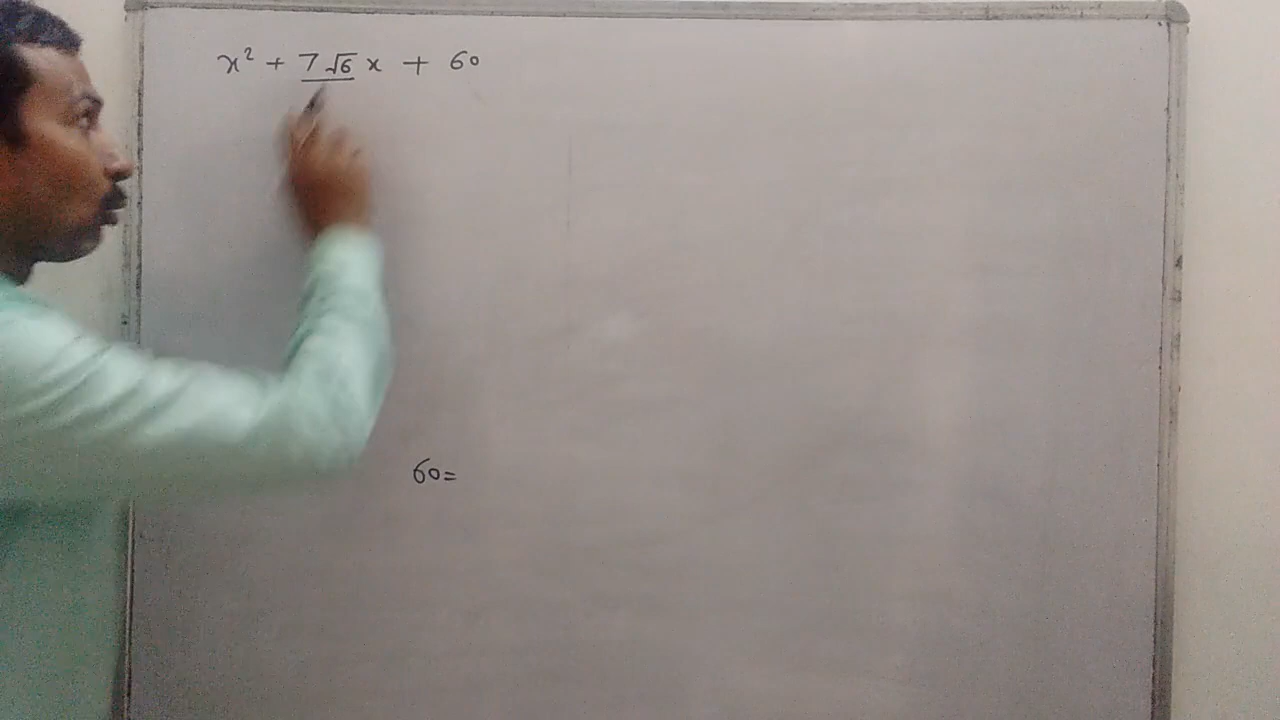 x² + 7√6 x + 60
60=